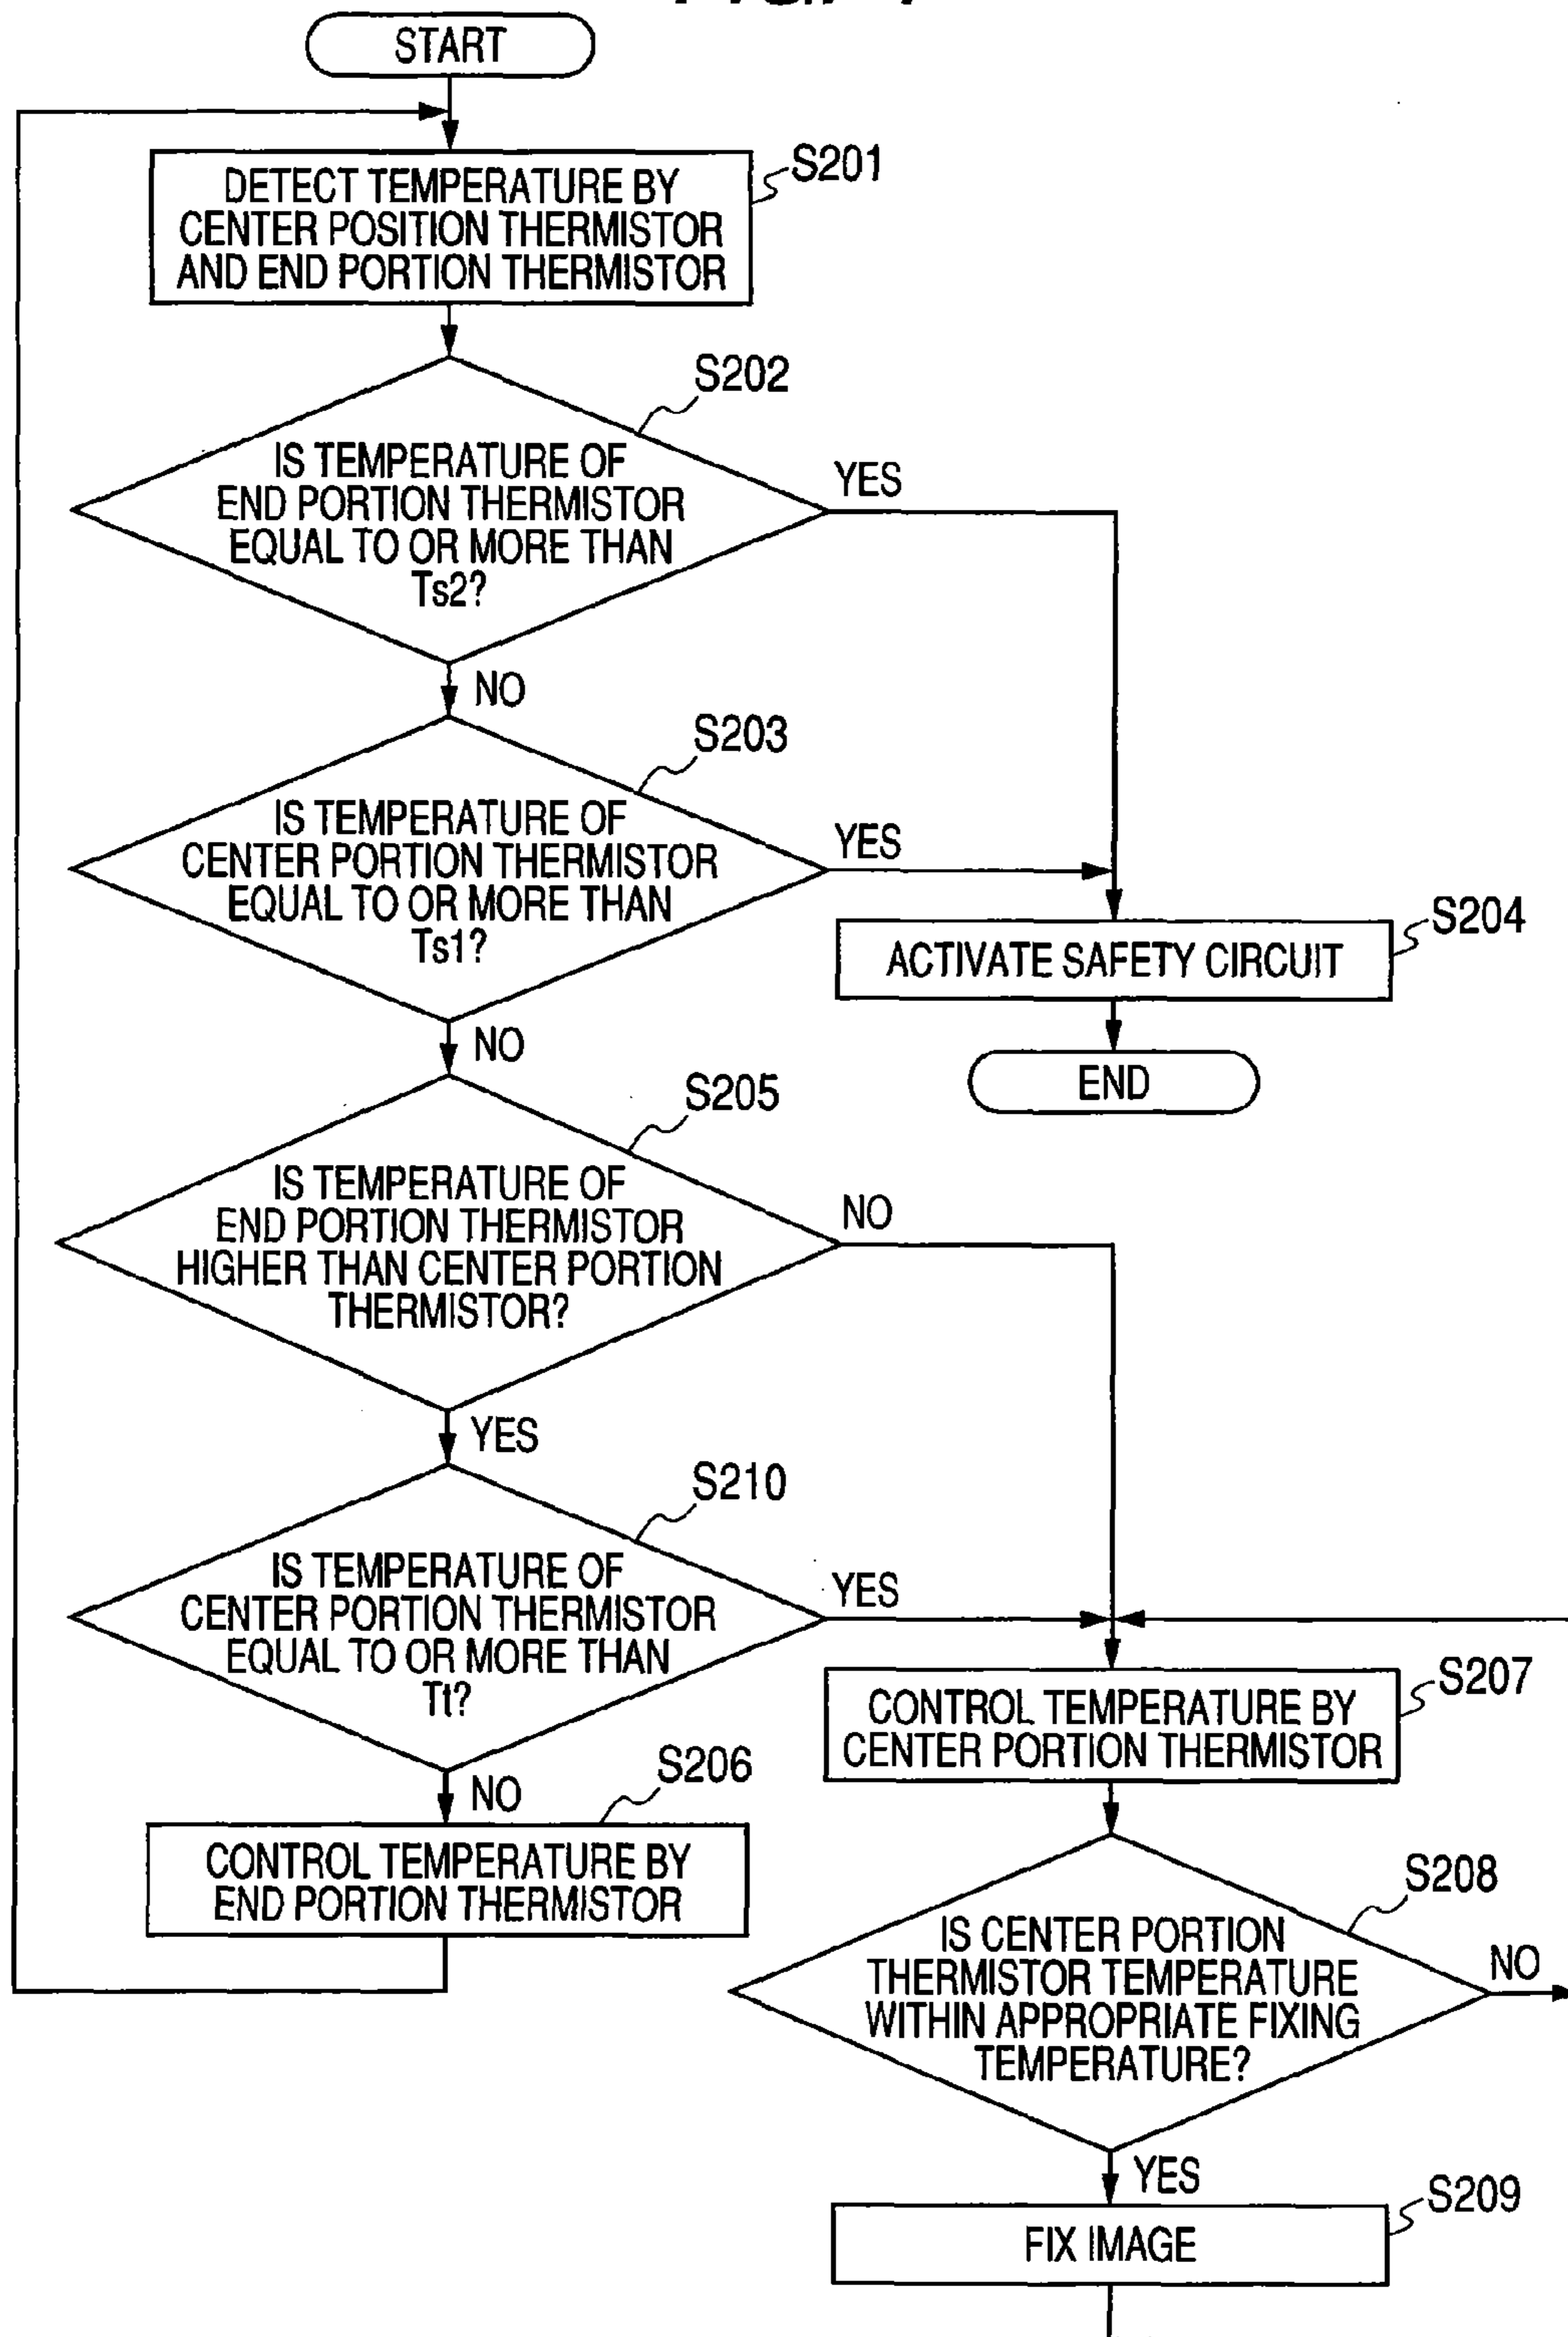 START
S201
DETECT TEMPERATURE BY
CENTER POSITION THERMISTOR
AND END PORTION THERMISTOR
S202
IS TEMPERATURE OF
END PORTION THERMISTOR
EQUAL TO OR MORE THAN
Ts2?
YES
NO
S203
IS TEMPERATURE OF
CENTER PORTION THERMISTOR
EQUAL TO OR MORE THAN
Ts1?
YES
NO
S204
ACTIVATE SAFETY CIRCUIT
END
S205
IS TEMPERATURE OF
END PORTION THERMISTOR
HIGHER THAN CENTER PORTION
THERMISTOR?
NO
YES
S210
IS TEMPERATURE OF
CENTER PORTION THERMISTOR
EQUAL TO OR MORE THAN
Tt?
YES
NO
S206
CONTROL TEMPERATURE BY
END PORTION THERMISTOR
S207
CONTROL TEMPERATURE BY
CENTER PORTION THERMISTOR
S208
IS CENTER PORTION
THERMISTOR TEMPERATURE
WITHIN APPROPRIATE FIXING
TEMPERATURE?
NO
YES
S209
FIX IMAGE